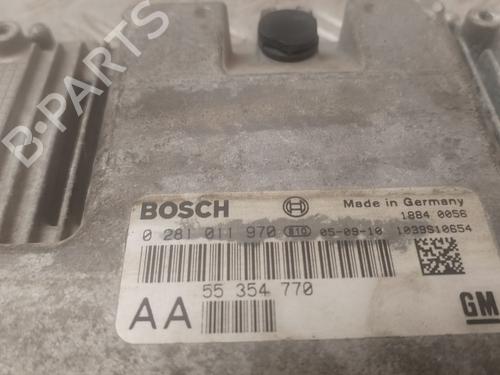 B-PARTS
BOSCH
Made in Germany
1884 0056
0 281 011 970 810 05-09-10 1039S10654
55 354 770
AA
GM